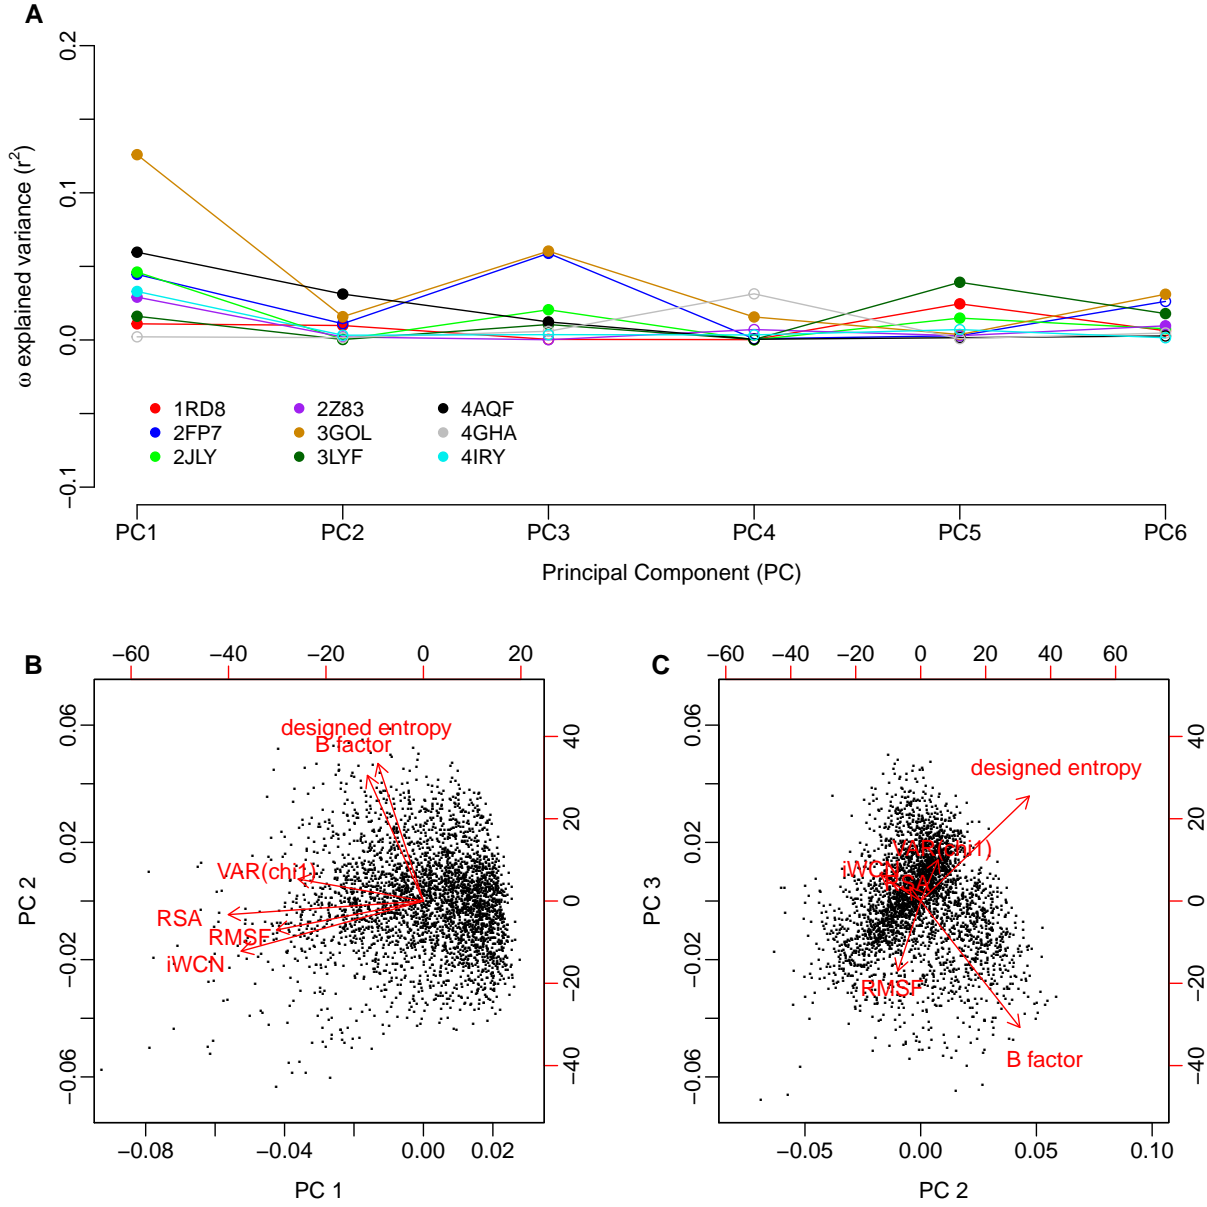 A
ω explained variance (r²)
0.2
0.1
0.0
−0.1
1RD8 2Z83 4AQF
2FP7 3GOL 4GHA
2JLY 3LYF 4IRY
PC1 PC2 PC3 PC4 PC5 PC6
Principal Component (PC)
B
−60 −40 −20 0 20
PC 2
0.06
0.02
−0.02
−0.06
40
20
0
−20
−40
designed entropy
B factor
VAR(chi1)
RSA
RMSF
iWCN
−0.08 −0.04 0.00 0.02
PC 1
C
−60 −40 −20 0 20 40 60
PC 3
0.06
0.02
−0.02
−0.06
40
20
0
−20
−40
designed entropy
VAR(chi1)
iWCN
RSA
RMSF
B factor
−0.05 0.00 0.05 0.10
PC 2